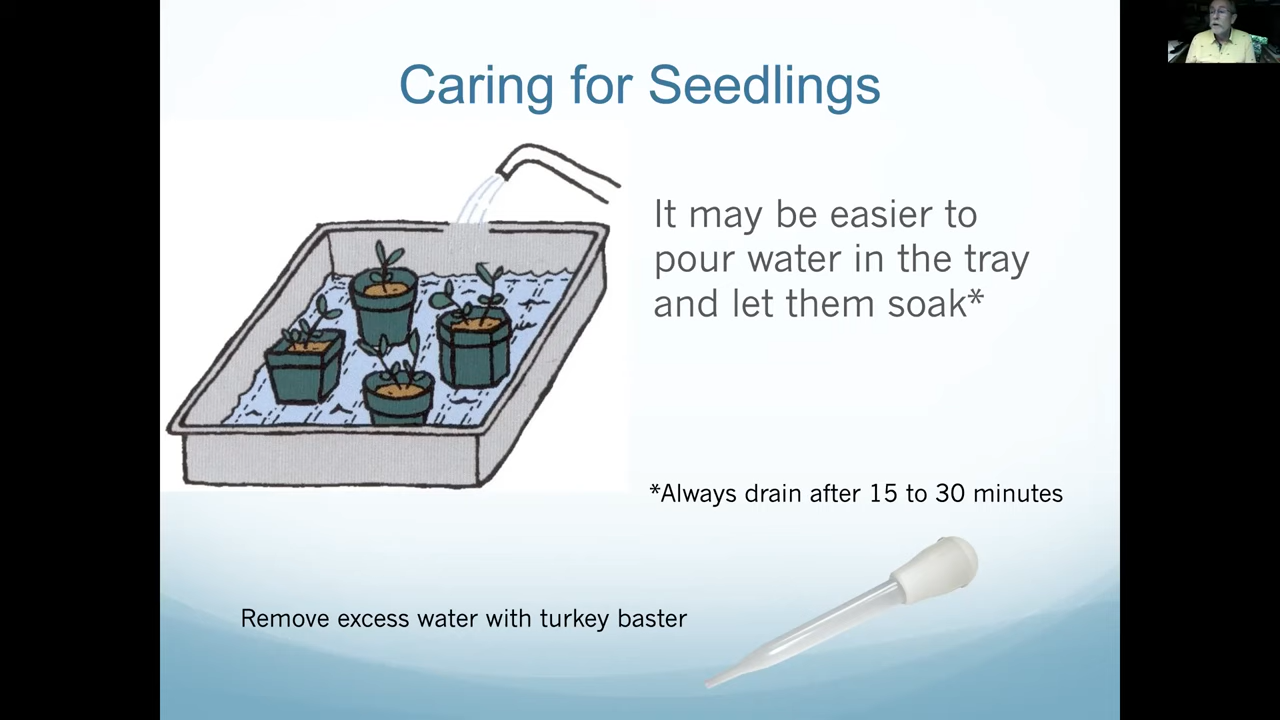 Caring for Seedlings
It may be easier to
pour water in the tray
and let them soak*
*Always drain after 15 to 30 minutes
Remove excess water with turkey baster